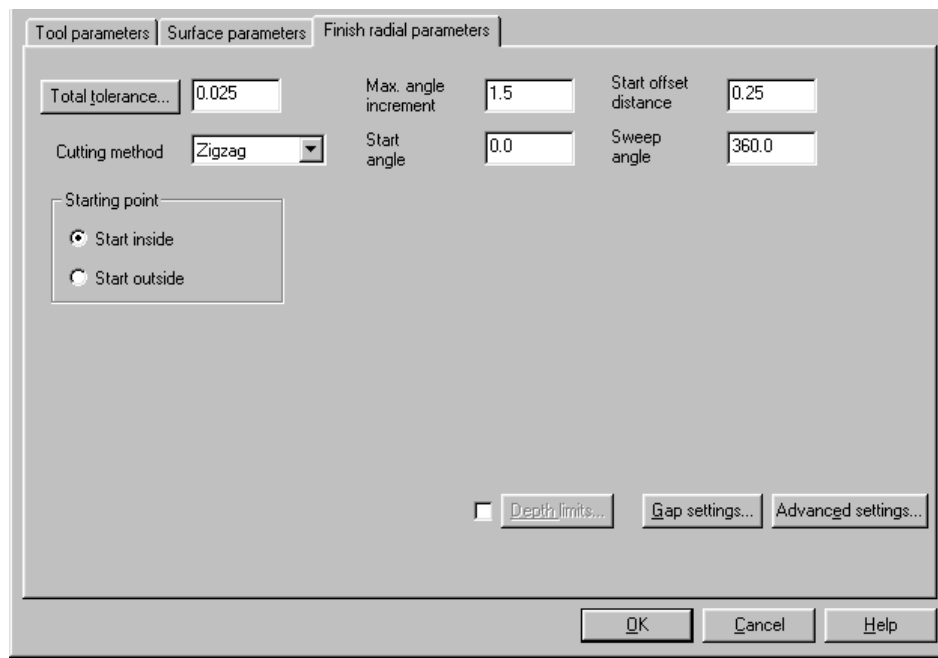 Tool parameters Surface parameters Finish radial parameters
Total tolerance... 0.025 Max. angle increment 1.5 Start offset distance 0.25
Cutting method Zigzag Start angle 0.0 Sweep angle 360.0
Starting point
Start inside
Start outside
Depth limits... Gap settings... Advanced settings...
OK Cancel Help